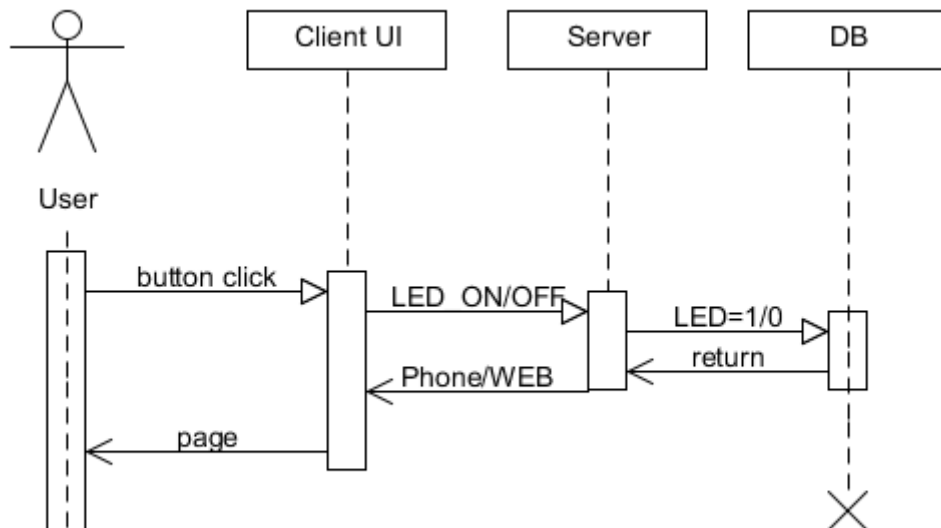 Client UI
Server
DB
User
button click
LED ON/OFF
LED=1/0
return
Phone/WEB
page